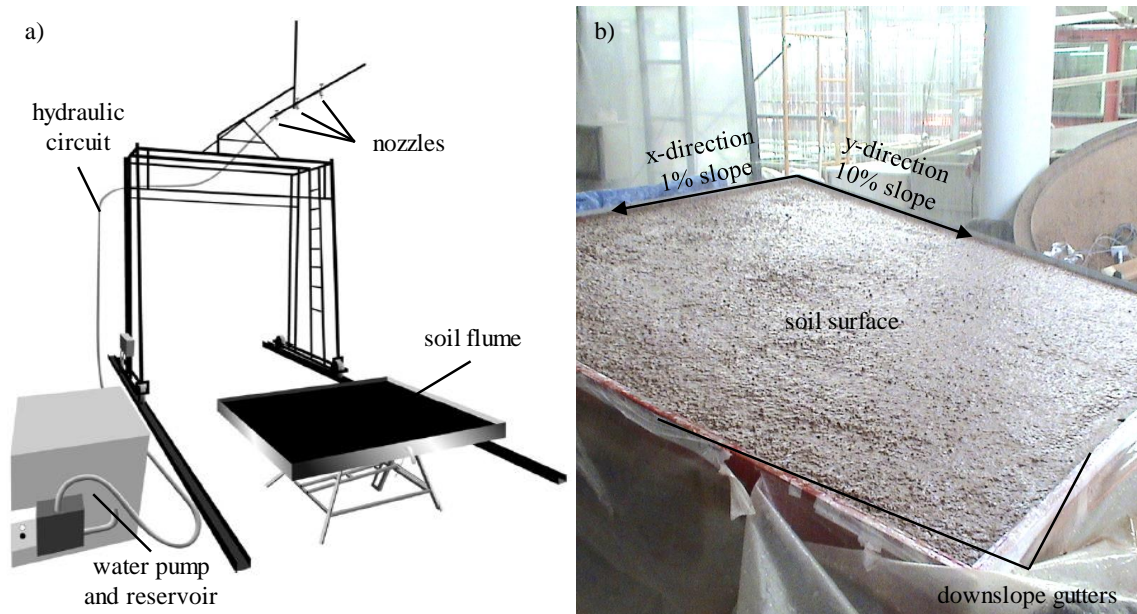 a)
hydraulic
circuit
nozzles
soil flume
water pump
and reservoir
b)
x-direction
1% slope
y-direction
10% slope
soil surface
downslope gutters